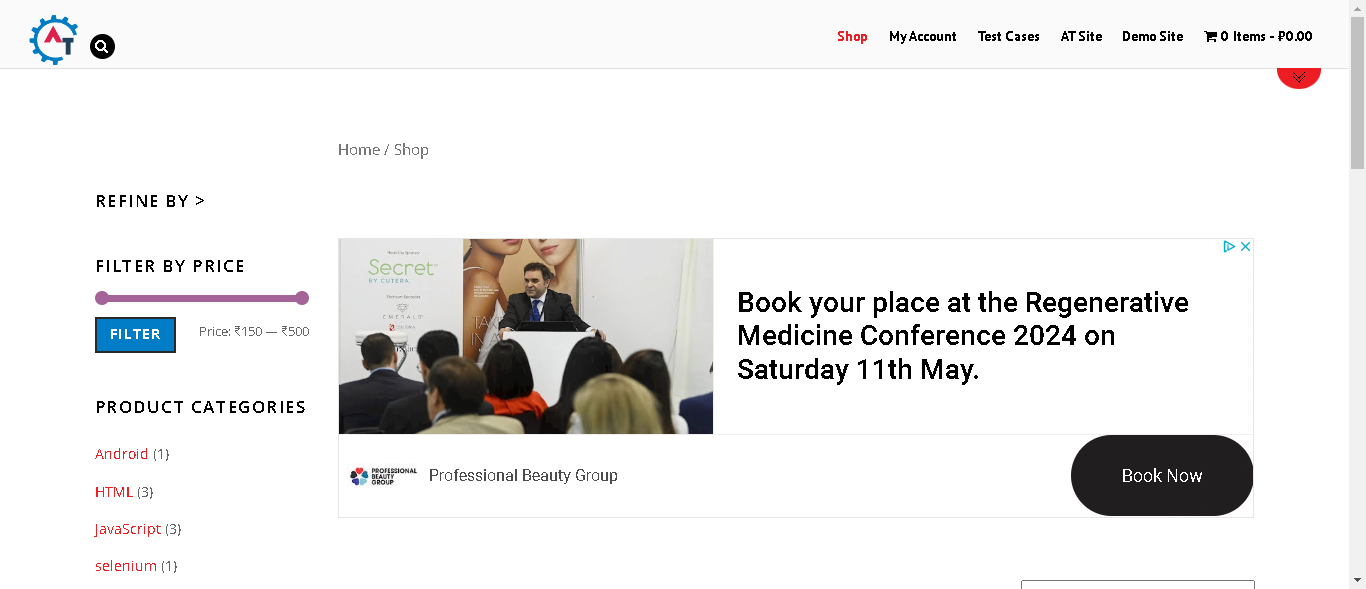 AT
Shop
My Account
Test Cases
AT Site
Demo Site
0 Items - ₽0.00
Home / Shop
REFINE BY >
FILTER BY PRICE
FILTER
Price: ₹150 — ₹500
PRODUCT CATEGORIES
Android (1)
HTML (3)
JavaScript (3)
selenium (1)
Secret
BY CUTERA
EMERALD
Book your place at the Regenerative
Medicine Conference 2024 on
Saturday 11th May.
PROFESSIONAL
BEAUTY
GROUP
Professional Beauty Group
Book Now